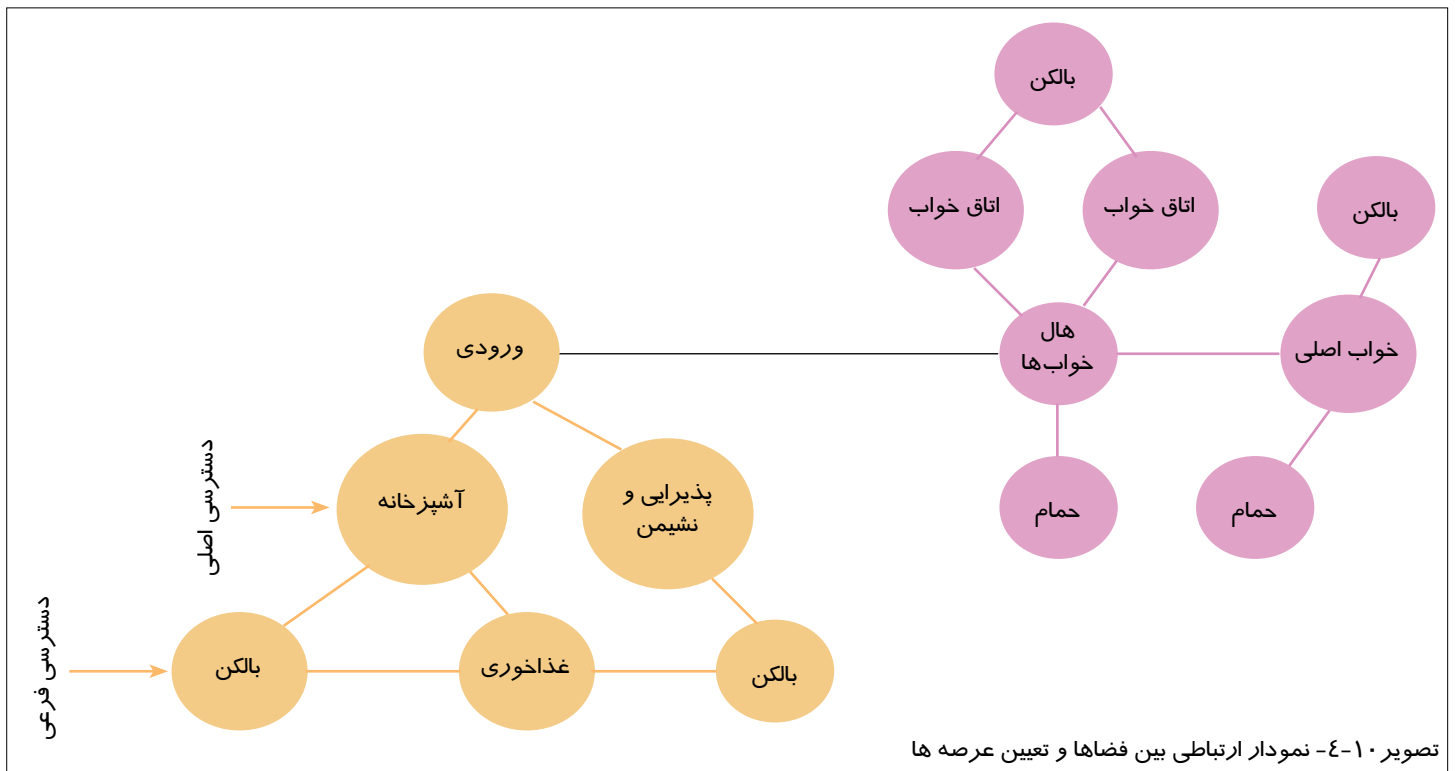 بالکن
اتاق خواب
اتاق خواب
بالکن
هال
خواب‌ها
خواب اصلی
حمام
حمام
ورودی
پذیرایی و
نشیمن
آشپزخانه
دسترسی اصلی
بالکن
غذاخوری
بالکن
دسترسی فرعی
تصویر ۱۰-٤- نمودار ارتباطی بین فضاها و تعیین عرصه ها